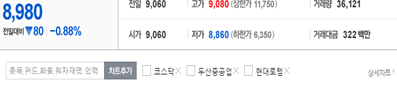 8,980
전일대비 ▼80 -0.88%
전일 9,060 고가 9,080 (상한가 11,750) 거래량 36,121
시가 9,060 저가 8,860 (하한가 6,350) 거래대금 322 백만
종목,펀드,환율,원자재명 입력 차트추가 코스닥 두산중공업 현대로템 상세차트